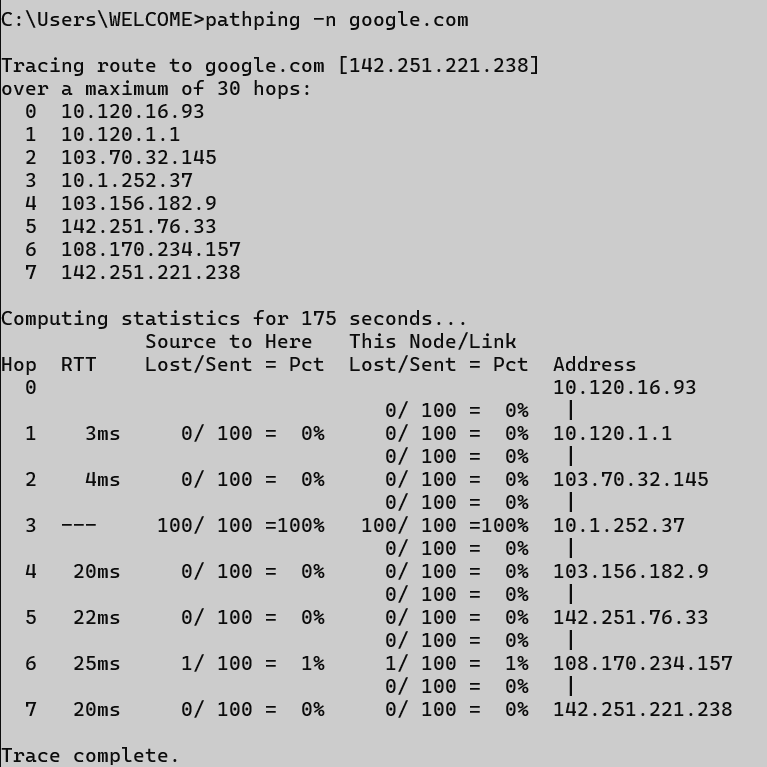 C:\Users\WELCOME>pathping -n google.com
Tracing route to google.com [142.251.221.238]
over a maximum of 30 hops:
  0  10.120.16.93
  1  10.120.1.1
  2  103.70.32.145
  3  10.1.252.37
  4  103.156.182.9
  5  142.251.76.33
  6  108.170.234.157
  7  142.251.221.238
Computing statistics for 175 seconds...
            Source to Here   This Node/Link
Hop  RTT    Lost/Sent = Pct  Lost/Sent = Pct  Address
  0                                           10.120.16.93
                                0/ 100 =  0%   |
  1    3ms     0/ 100 =  0%     0/ 100 =  0%  10.120.1.1
                                0/ 100 =  0%   |
  2    4ms     0/ 100 =  0%     0/ 100 =  0%  103.70.32.145
                                0/ 100 =  0%   |
  3  ---     100/ 100 =100%   100/ 100 =100%  10.1.252.37
                                0/ 100 =  0%   |
  4   20ms     0/ 100 =  0%     0/ 100 =  0%  103.156.182.9
                                0/ 100 =  0%   |
  5   22ms     0/ 100 =  0%     0/ 100 =  0%  142.251.76.33
                                0/ 100 =  0%   |
  6   25ms     1/ 100 =  1%     1/ 100 =  1%  108.170.234.157
                                0/ 100 =  0%   |
  7   20ms     0/ 100 =  0%     0/ 100 =  0%  142.251.221.238
Trace complete.